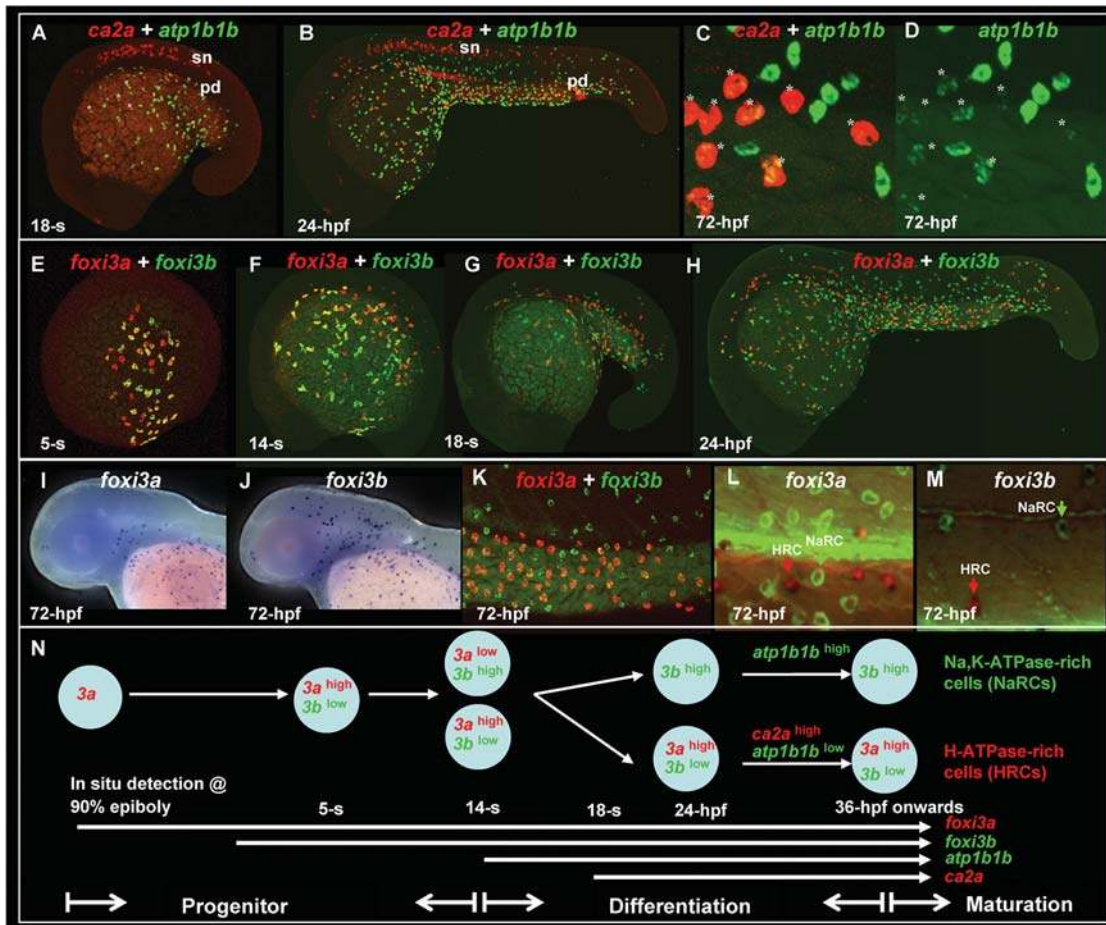 A
ca2a + atp1b1b
sn
pd
18-s
B
ca2a + atp1b1b
sn
pd
24-hpf
C
ca2a + atp1b1b
* * * * * * * * *
72-hpf
D
atp1b1b
* * * * * * * * *
72-hpf
E
foxi3a + foxi3b
5-s
F
foxi3a + foxi3b
14-s
G
foxi3a + foxi3b
18-s
H
foxi3a + foxi3b
24-hpf
I
foxi3a
72-hpf
J
foxi3b
72-hpf
K
foxi3a + foxi3b
72-hpf
L
foxi3a
HRC
NaRC
72-hpf
M
foxi3b
NaRC
HRC
72-hpf
N
3a
3a high
3b low
3a low
3b high
3a high
3b low
3b high
atp1b1b high
3b high
Na,K-ATPase-rich
cells (NaRCs)
3a high
3b low
ca2a high
atp1b1b low
3a high
3b low
H-ATPase-rich
cells (HRCs)
In situ detection @
90% epiboly
5-s
14-s
18-s
24-hpf
36-hpf onwards
foxi3a
foxi3b
atp1b1b
ca2a
Progenitor
Differentiation
Maturation